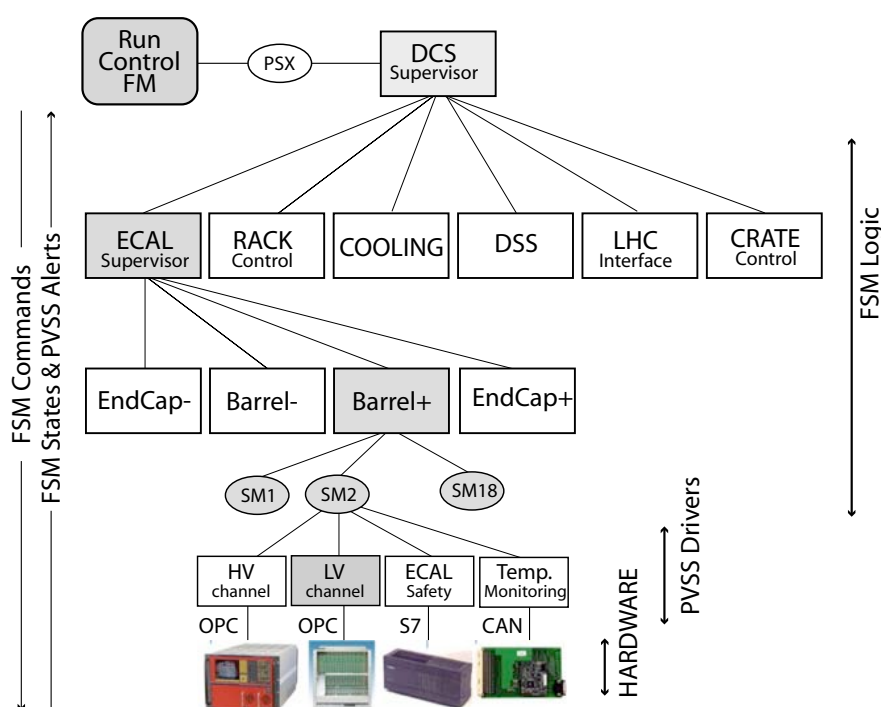 Run
Control
FM
PSX
DCS
Supervisor
ECAL
Supervisor
RACK
Control
COOLING
DSS
LHC
Interface
CRATE
Control
EndCap-
Barrel-
Barrel+
EndCap+
SM1
SM2
SM18
HV
channel
LV
channel
ECAL
Safety
Temp.
Monitoring
OPC
OPC
S7
CAN
FSM Commands
FSM States & PVSS Alerts
FSM Logic
PVSS Drivers
HARDWARE